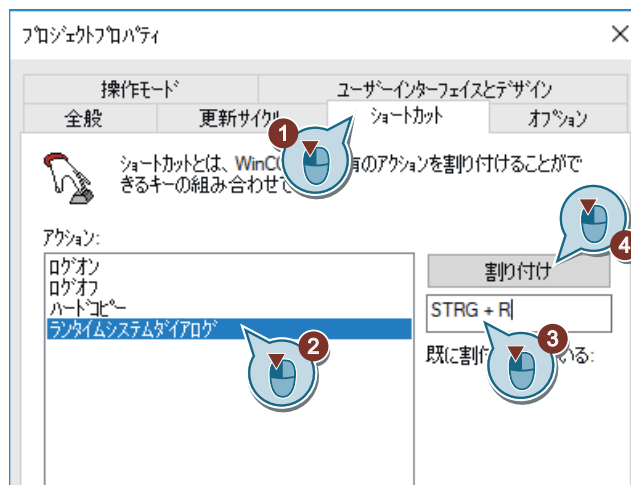 プロジェクトプロパティ
操作モード
ユーザーインターフェイスとデザイン
全般
更新サイクル
ショートカット
オプション
1
ショートカットとは、WinCC 有のアクションを割り付けることがで
きるキーの組み合わせで
アクション:
4
割り付け
ログオン
ログオフ
ハードコピー
ランタイムシステムダイアログ
2
STRG + R
3
既に割付 いる: